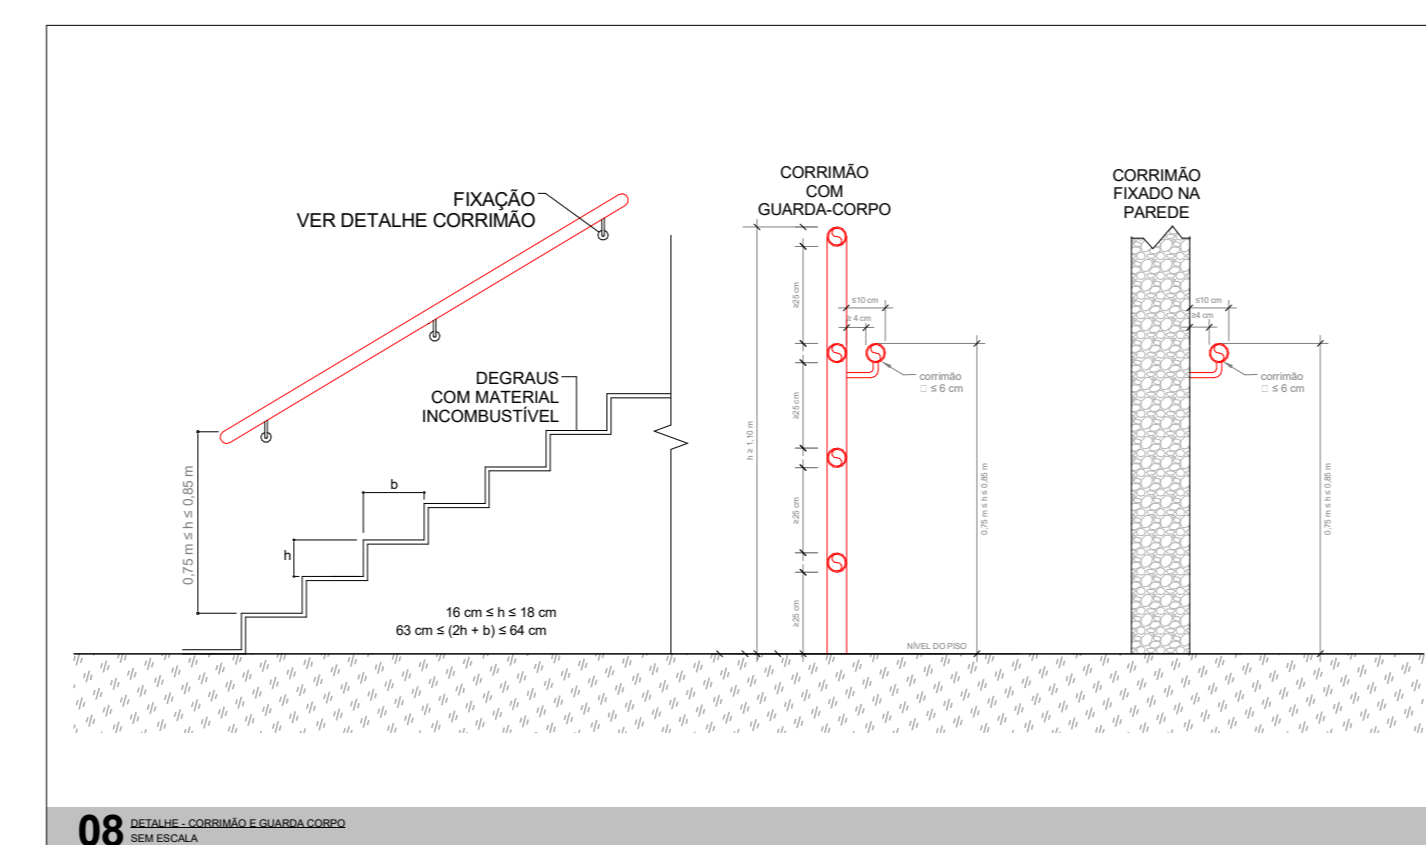 FIXAÇÃO
VER DETALHE CORRIMÃO
DEGRAUS
COM MATERIAL
INCOMBUSTÍVEL
0,75 m ≤ h ≤ 0,85 m
b
h
16 cm ≤ h ≤ 18 cm
63 cm ≤ (2h + b) ≤ 64 cm
CORRIMÃO
COM
GUARDA-CORPO
h ≥ 1,10 m
≥25 cm
≥25 cm
≥25 cm
≥25 cm
≤10 cm
≥ 4 cm
corrimão
□ ≤ 6 cm
0,75 m ≤ h ≤ 0,85 m
NÍVEL DO PISO
CORRIMÃO
FIXADO NA
PAREDE
≤10 cm
≥4 cm
corrimão
□ ≤ 6 cm
0,75 m ≤ h ≤ 0,85 m
08 DETALHE - CORRIMÃO E GUARDA CORPO
SEM ESCALA